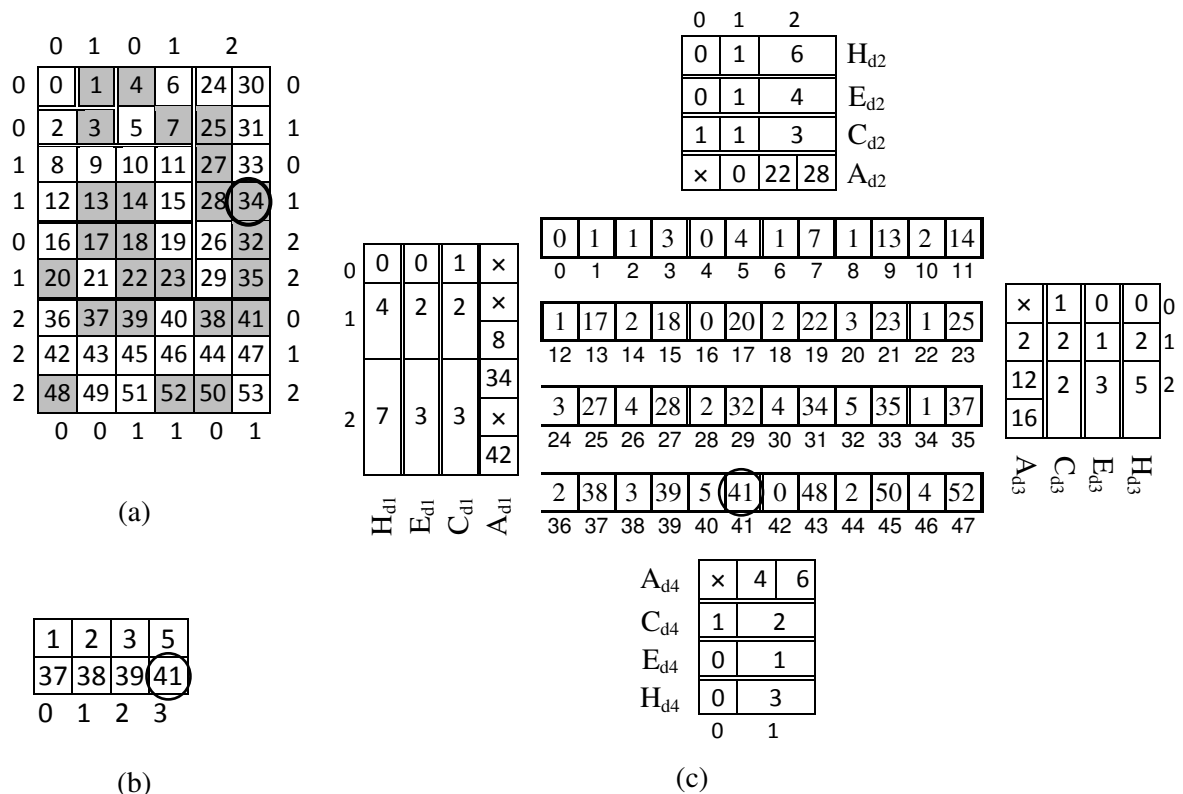 0 1 0 1 2
0 0 1 4 6 24 30 0
0 2 3 5 7 25 31 1
1 8 9 10 11 27 33 0
1 12 13 14 15 28 34 1
0 16 17 18 19 26 32 2
1 20 21 22 23 29 35 2
2 36 37 39 40 38 41 0
2 42 43 45 46 44 47 1
2 48 49 51 52 50 53 2
0 0 1 1 0 1
(a)
1 2 3 5
37 38 39 41
0 1 2 3
(b)
0 1 2
0 1 6 Hd2
0 1 4 Ed2
1 1 3 Cd2
× 0 22 28 Ad2
0 0 0 1 ×
1 4 2 2 ×
8
34
2 7 3 3 ×
42
Hd1 Ed1 Cd1 Ad1
0 1 1 3 0 4 1 7 1 13 2 14
0 1 2 3 4 5 6 7 8 9 10 11
1 17 2 18 0 20 2 22 3 23 1 25
12 13 14 15 16 17 18 19 20 21 22 23
3 27 4 28 2 32 4 34 5 35 1 37
24 25 26 27 28 29 30 31 32 33 34 35
2 38 3 39 5 41 0 48 2 50 4 52
36 37 38 39 40 41 42 43 44 45 46 47
× 1 0 0 0
2 2 1 2 1
12 2 3 5 2
16
Ad3 Cd3 Ed3 Hd3
Ad4 × 4 6
Cd4 1 2
Ed4 0 1
Hd4 0 3
0 1
(c)